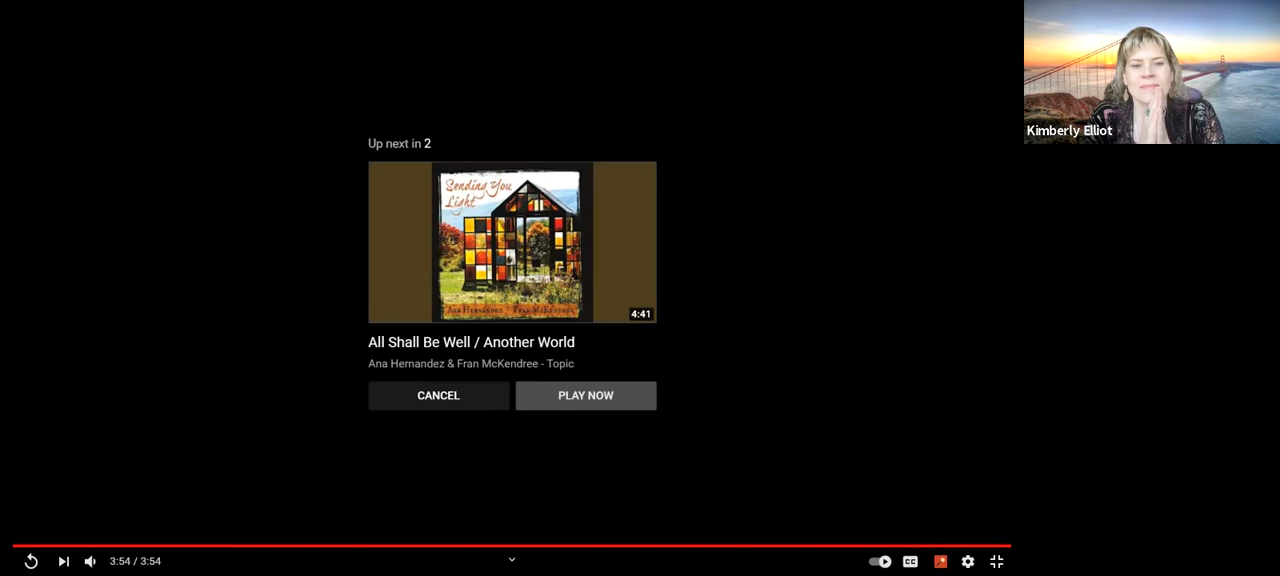 Up next in 2
Sending You
Light
ANA HERNANDEZ FRAN MCKENDREE
4:41
All Shall Be Well / Another World
Ana Hernandez & Fran McKendree - Topic
CANCEL
PLAY NOW
Kimberly Elliot
3:54 / 3:54
CC